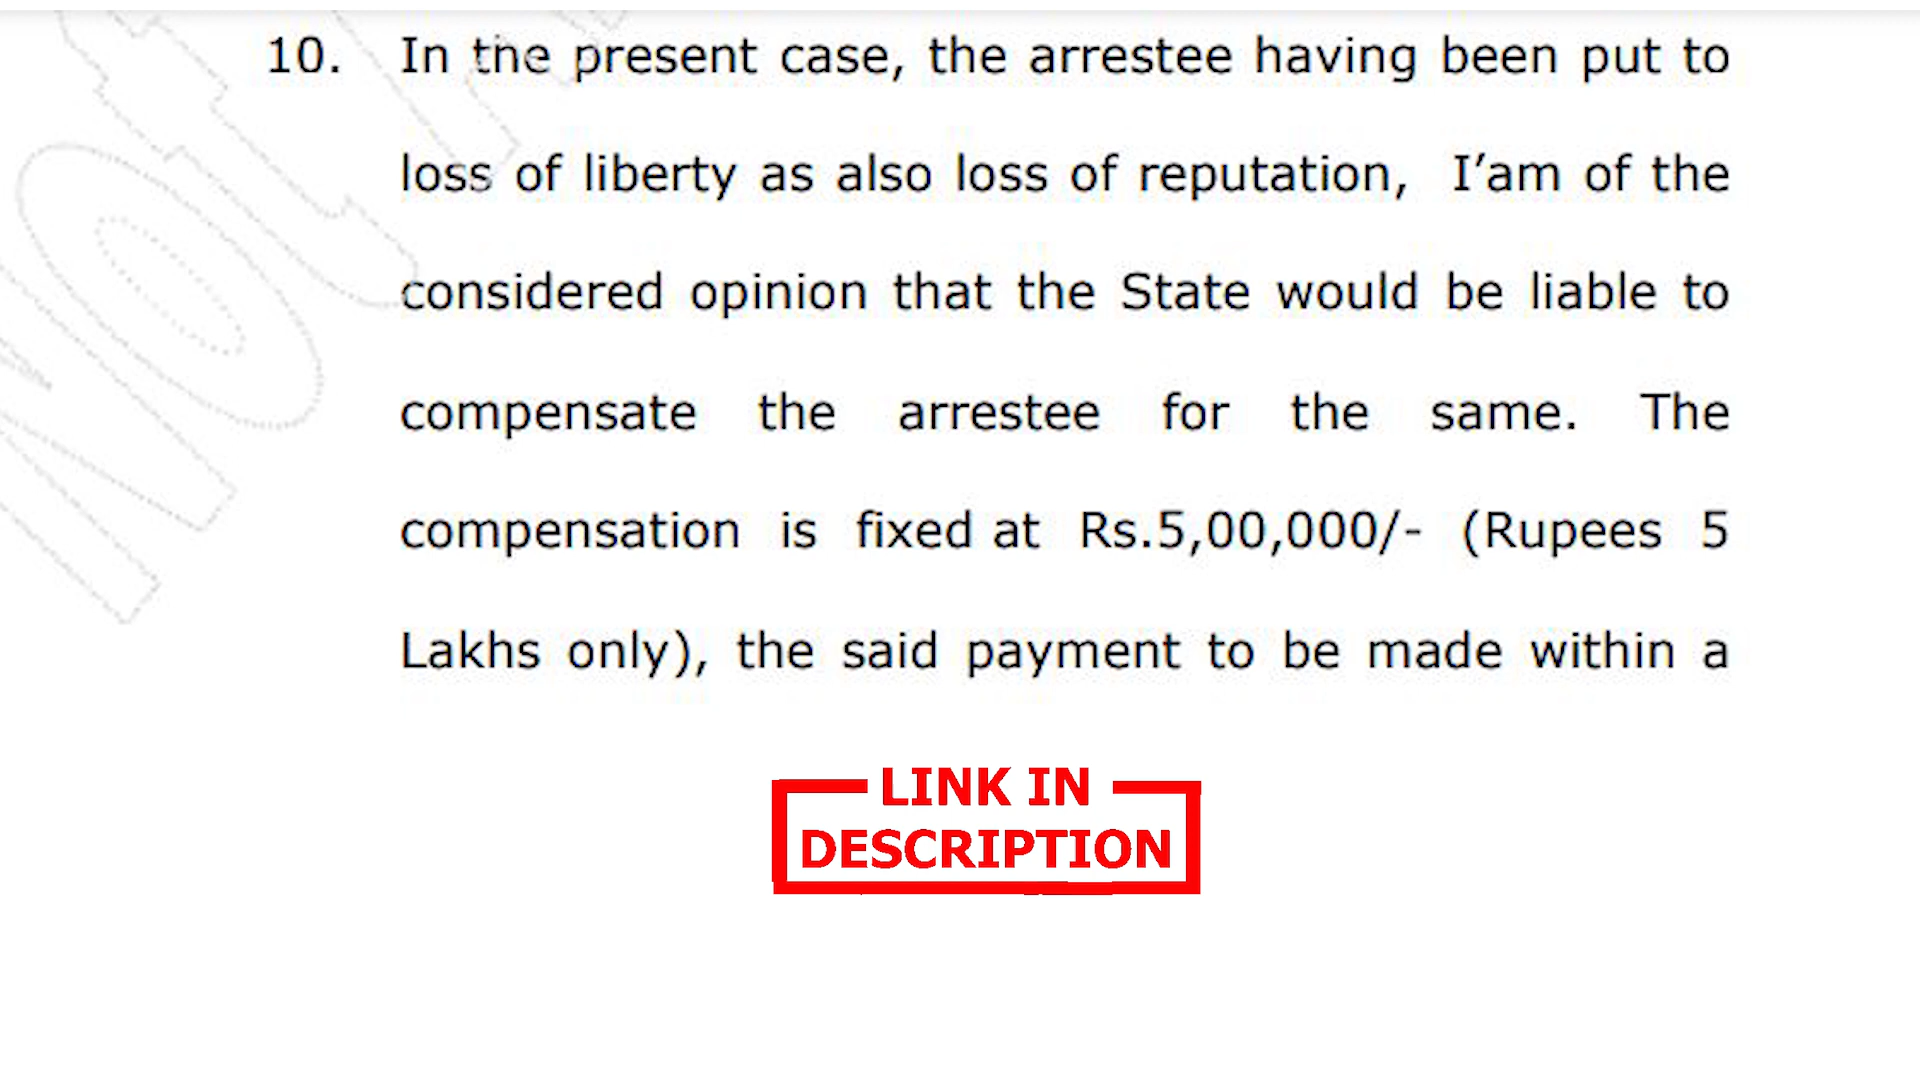 10. In the present case, the arrestee having been put to
loss of liberty as also loss of reputation, I'am of the
considered opinion that the State would be liable to
compensate the arrestee for the same. The
compensation is fixed at Rs.5,00,000/- (Rupees 5
Lakhs only), the said payment to be made within a
LINK IN
DESCRIPTION